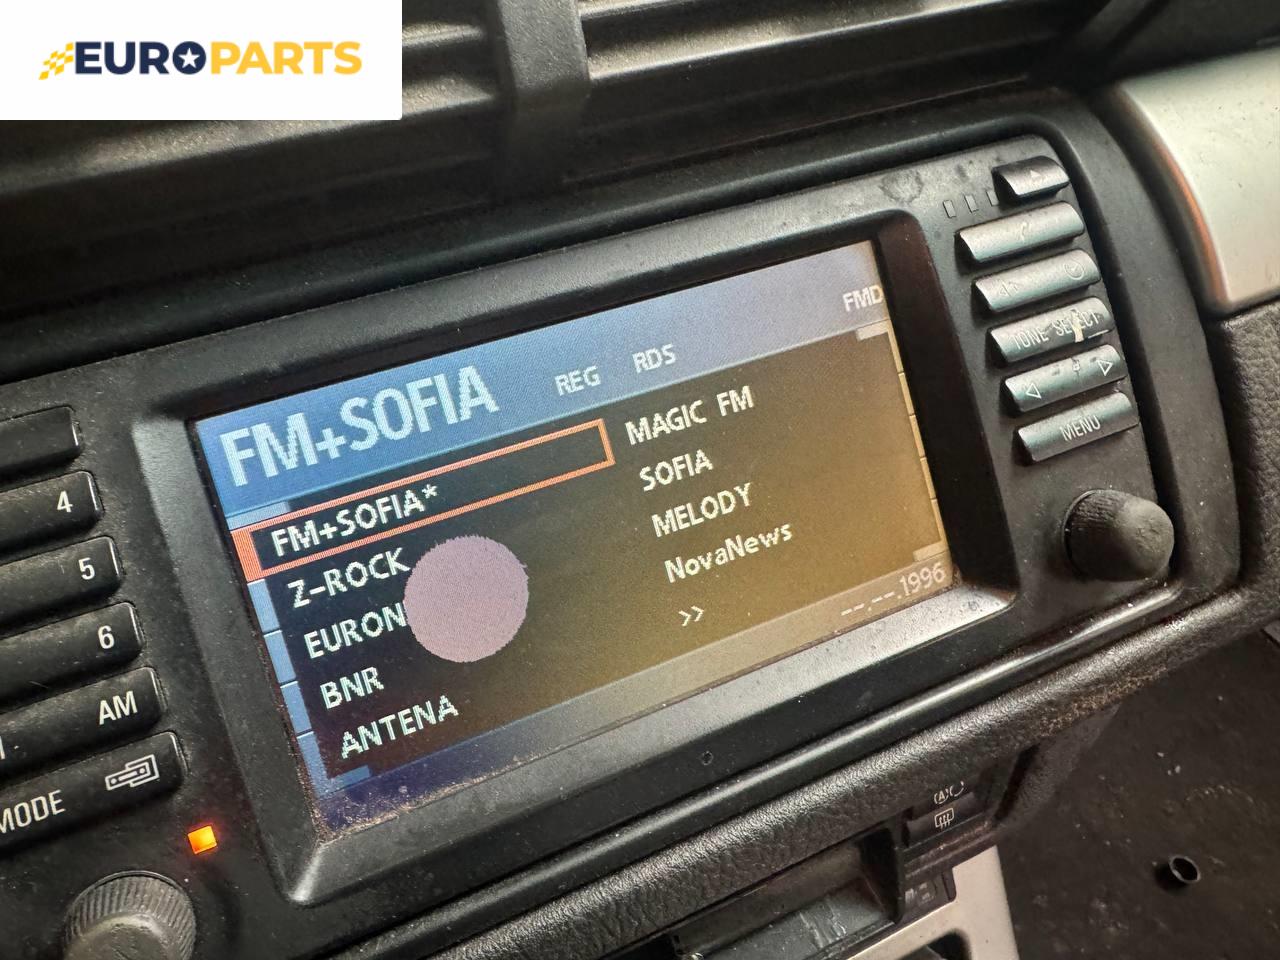 EUROPARTS
FM+SOFIA REG RDS FMD
FM+SOFIA* MAGIC FM
Z-ROCK SOFIA
EURON MELODY
BNR NovaNews
ANTENA >>
--.--.1996
4
5
6
AM
MODE
TONE SELECT
MENU